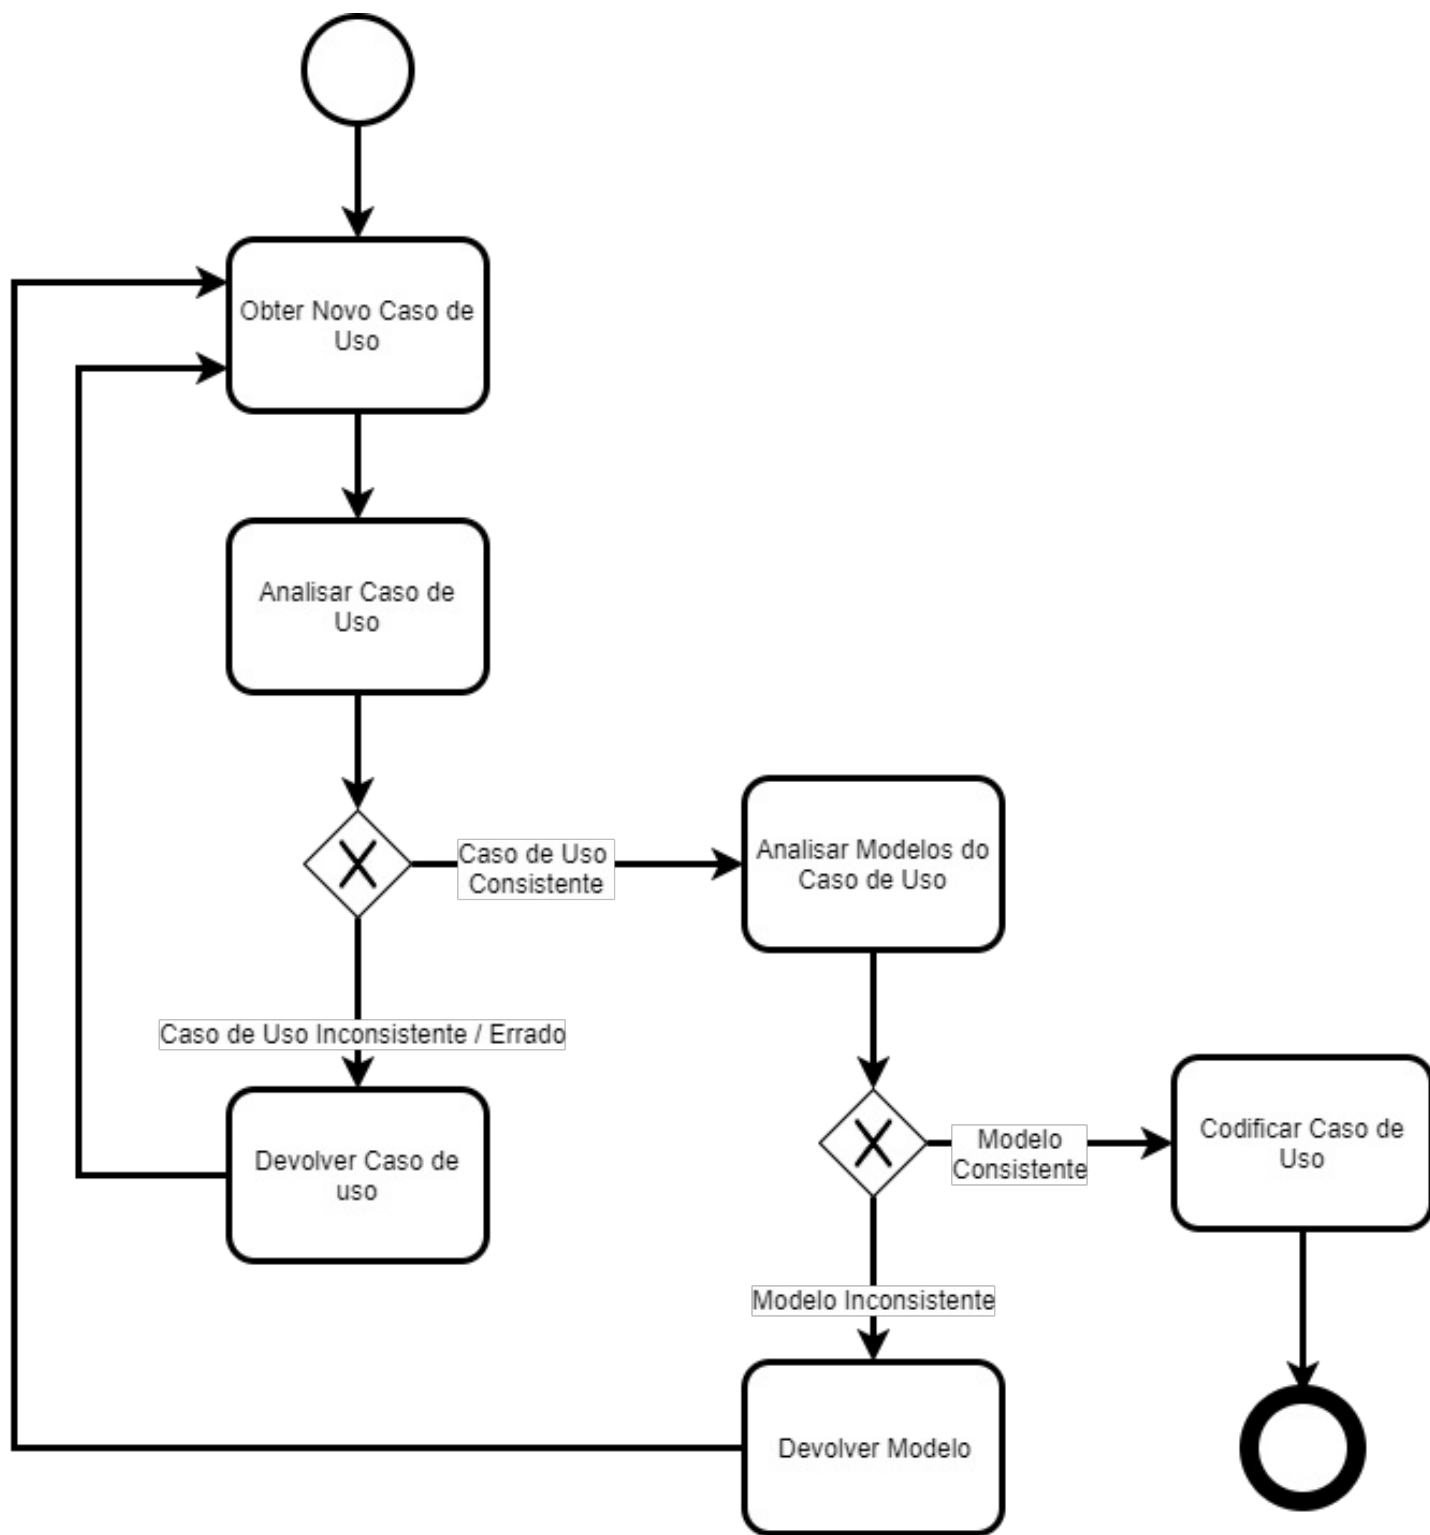 Obter Novo Caso de
Uso
Analisar Caso de
Uso
Caso de Uso
Consistente
Analisar Modelos do
Caso de Uso
Caso de Uso Inconsistente / Errado
Devolver Caso de
uso
Modelo
Consistente
Codificar Caso de
Uso
Modelo Inconsistente
Devolver Modelo